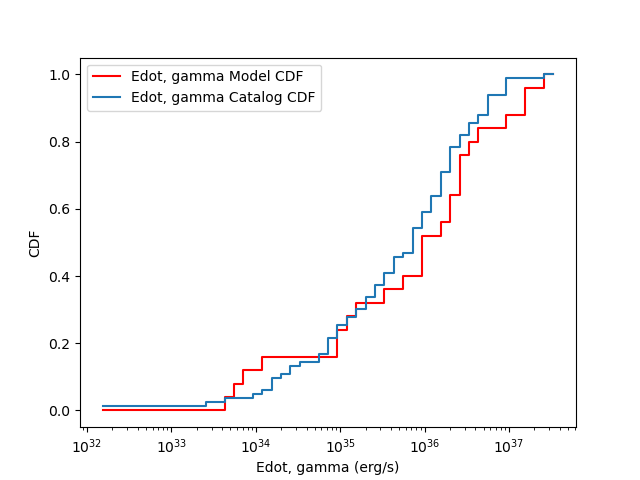 Edot, gamma Model CDF
Edot, gamma Catalog CDF
1.0
0.8
0.6
0.4
0.2
0.0
CDF
10³² 10³³ 10³⁴ 10³⁵ 10³⁶ 10³⁷
Edot, gamma (erg/s)